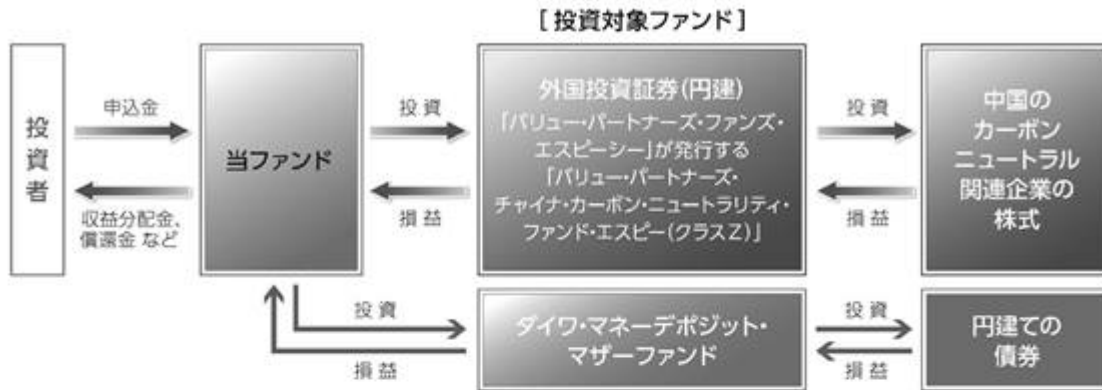 [投資対象ファンド]
投資者
申込金
収益分配金、
償還金 など
当ファンド
投資
損益
外国投資証券(円建)
「バリュー・パートナーズ・ファンズ・
エスピーシー」が発行する
「バリュー・パートナーズ・
チャイナ・カーボン・ニュートラリティ・
ファンド・エスピー(クラスZ)」
投資
損益
中国の
カーボン
ニュートラル
関連企業の
株式
投資
損益
ダイワ・マネーデポジット・
マザーファンド
投資
損益
円建ての
債券